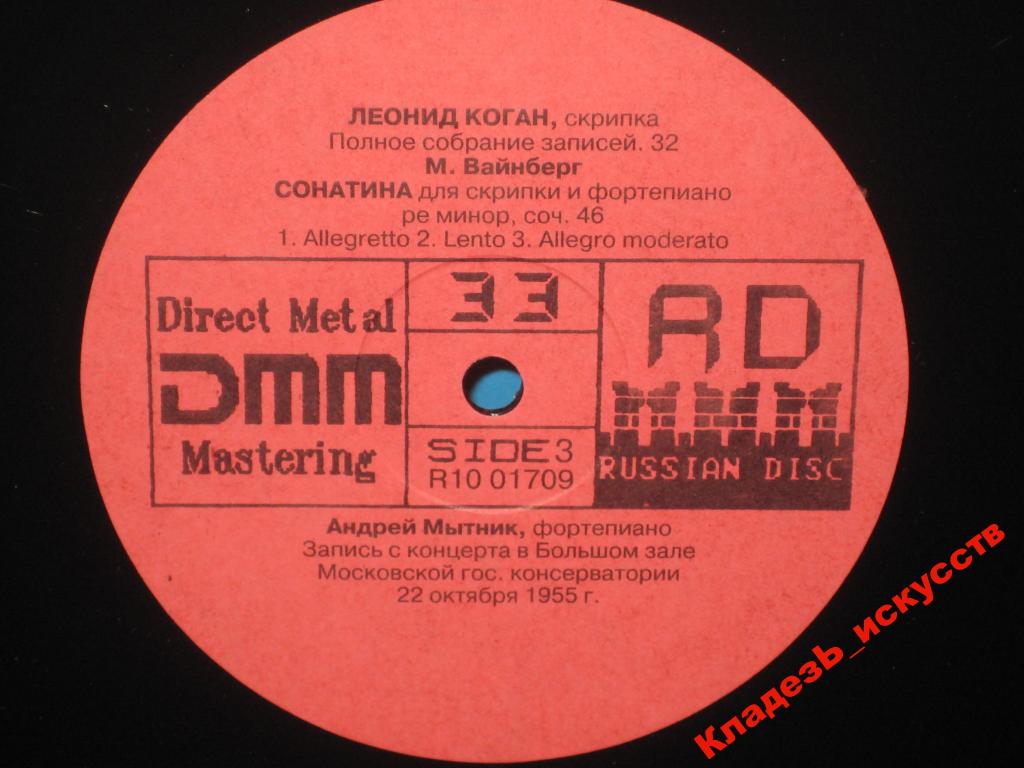 ЛЕОНИД КОГАН, скрипка
Полное собрание записей. 32
М. Вайнберг
СОНАТИНА для скрипки и фортепиано
ре минор, соч. 46
1. Allegretto 2. Lento 3. Allegro moderato
Direct Metal
DMM
Mastering
33
SIDE 3
R10 01709
RD
RUSSIAN DISC
Андрей Мытник, фортепиано
Запись с концерта в Большом зале
Московской гос. консерватории
22 октября 1955 г.
Кладезь_искусств